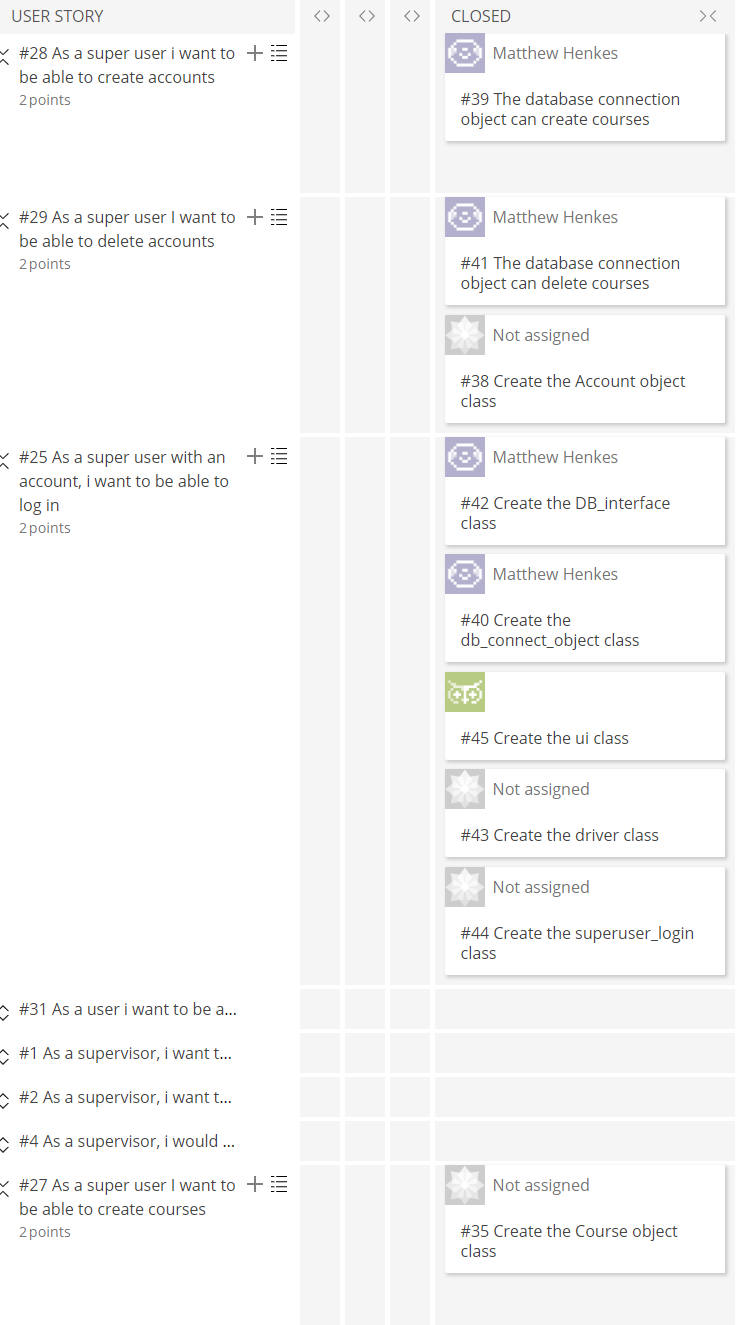 USER STORY
CLOSED
#28 As a super user i want to
be able to create accounts
2 points
Matthew Henkes
#39 The database connection
object can create courses
#29 As a super user I want to
be able to delete accounts
2 points
Matthew Henkes
#41 The database connection
object can delete courses
Not assigned
#38 Create the Account object
class
#25 As a super user with an
account, i want to be able to
log in
2 points
Matthew Henkes
#42 Create the DB_interface
class
Matthew Henkes
#40 Create the
db_connect_object class
#45 Create the ui class
Not assigned
#43 Create the driver class
Not assigned
#44 Create the superuser_login
class
#31 As a user i want to be a...
#1 As a supervisor, i want t...
#2 As a supervisor, i want t...
#4 As a supervisor, i would ...
#27 As a super user I want to
be able to create courses
2 points
Not assigned
#35 Create the Course object
class